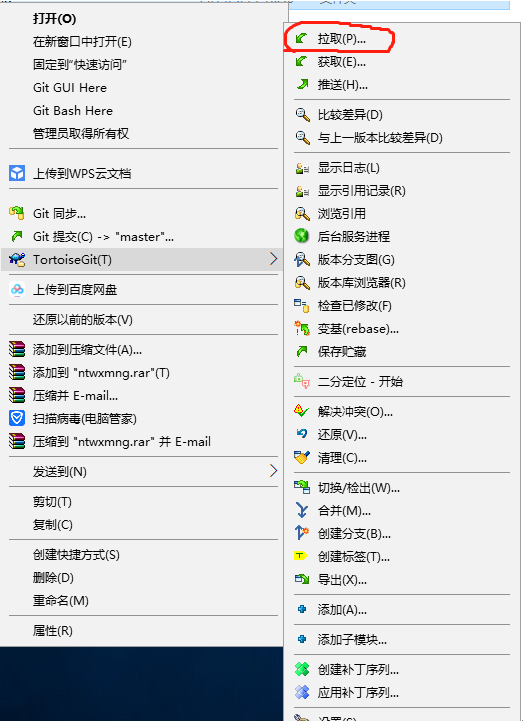 打开(O)
在新窗口中打开(E)
固定到"快速访问"
Git GUI Here
Git Bash Here
管理员取得所有权
上传到WPS云文档
Git 同步...
Git 提交(C) -> "master"...
TortoiseGit(T)
上传到百度网盘
还原以前的版本(V)
添加到压缩文件(A)...
添加到 "ntwxmng.rar"(T)
压缩并 E-mail...
扫描病毒(电脑管家)
压缩到 "ntwxmng.rar" 并 E-mail
发送到(N)
剪切(T)
复制(C)
创建快捷方式(S)
删除(D)
重命名(M)
属性(R)
拉取(P)...
获取(E)...
推送(H)...
比较差异(D)
与上一版本比较差异(D)
显示日志(L)
显示引用记录(R)
浏览引用
后台服务进程
版本分支图(G)
版本库浏览器(R)
检查已修改(F)
变基(rebase)...
保存贮藏
二分定位 - 开始
解决冲突(O)...
还原(V)...
清理(C)...
切换/检出(W)...
合并(M)...
创建分支(B)...
创建标签(T)...
导出(X)...
添加(A)...
添加子模块...
创建补丁序列...
应用补丁序列...